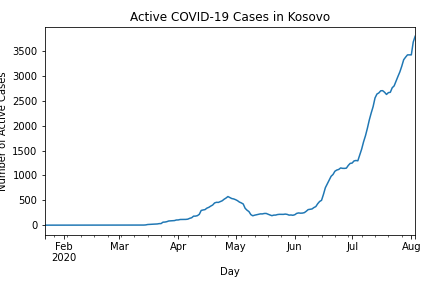 Active COVID-19 Cases in Kosovo
Number of Active Cases
3500
3000
2500
2000
1500
1000
500
0
Feb Mar Apr May Jun Jul Aug
2020
Day